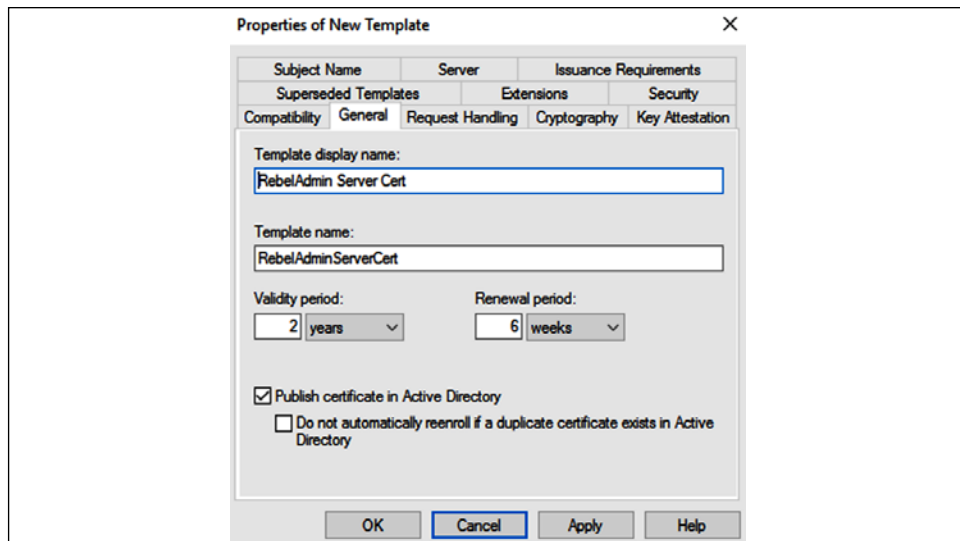 Properties of New Template
Subject Name Server Issuance Requirements
Superseded Templates Extensions Security
Compatibility General Request Handling Cryptography Key Attestation
Template display name:
RebelAdmin Server Cert
Template name:
RebelAdminServerCert
Validity period: Renewal period:
2 years 6 weeks
Publish certificate in Active Directory
Do not automatically reenroll if a duplicate certificate exists in Active
Directory
OK Cancel Apply Help